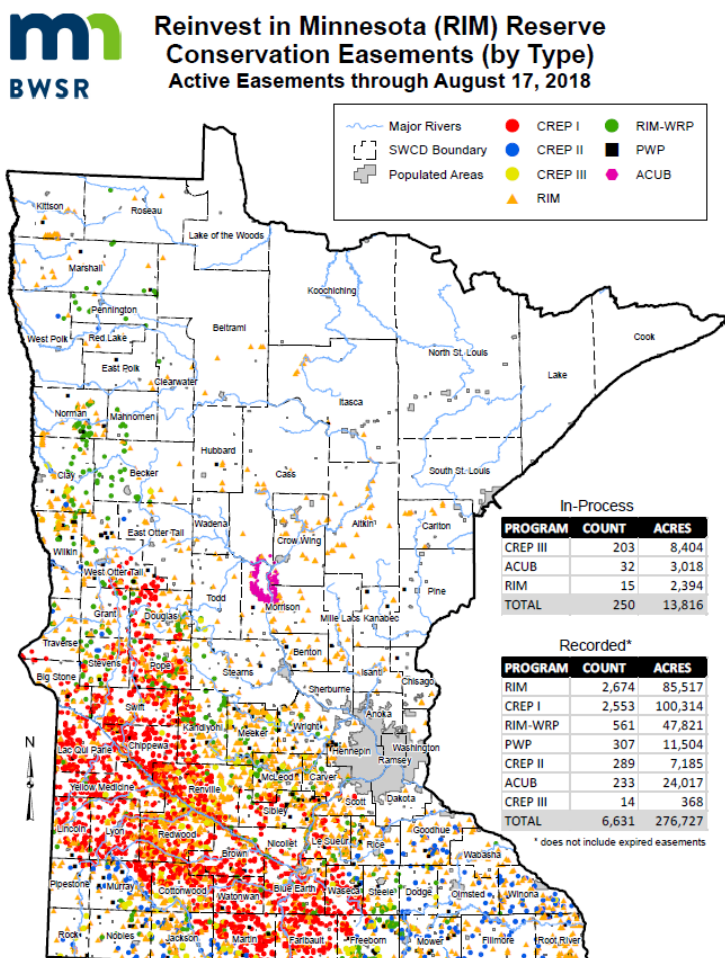 mn
BWSR
Reinvest in Minnesota (RIM) Reserve
Conservation Easements (by Type)
Active Easements through August 17, 2018
Major Rivers
SWCD Boundary
Populated Areas
CREP I
CREP II
CREP III
RIM
RIM-WRP
PWP
ACUB
Kittson
Roseau
Lake of the Woods
Marshall
Koochiching
Pennington
Beltrami
West Polk
Red Lake
Cook
North St. Louis
East Polk
Lake
Clearwater
Itasca
Norman
Mahnomen
Hubbard
Clay
Becker
Cass
South St. Louis
Wadena
Aitkin
Carlton
East Otter Tail
Crow Wing
Wilkin
West Otter Tail
Todd
Pine
Grant
Douglas
Morrison
Mille Lacs
Kanabec
Traverse
Benton
Stevens
Pope
Stearns
Isanti
Big Stone
Chisago
Sherburne
Swift
Anoka
Kandiyohi
Meeker
Wright
Lac Qui Parle
Chippewa
Hennepin
Washington
Ramsey
McLeod
Carver
Yellow Medicine
Renville
Scott
Dakota
Sibley
Lincoln
Lyon
Redwood
Nicollet
Le Sueur
Rice
Goodhue
Brown
Wabasha
Pipestone
Murray
Cottonwood
Watonwan
Blue Earth
Waseca
Steele
Dodge
Olmsted
Winona
Rock
Nobles
Jackson
Martin
Faribault
Freeborn
Mower
Fillmore
Root River
N
In-Process
PROGRAM COUNT ACRES
CREP III 203 8,404
ACUB 32 3,018
RIM 15 2,394
TOTAL 250 13,816
Recorded*
PROGRAM COUNT ACRES
RIM 2,674 85,517
CREP I 2,553 100,314
RIM-WRP 561 47,821
PWP 307 11,504
CREP II 289 7,185
ACUB 233 24,017
CREP III 14 368
TOTAL 6,631 276,727
* does not include expired easements